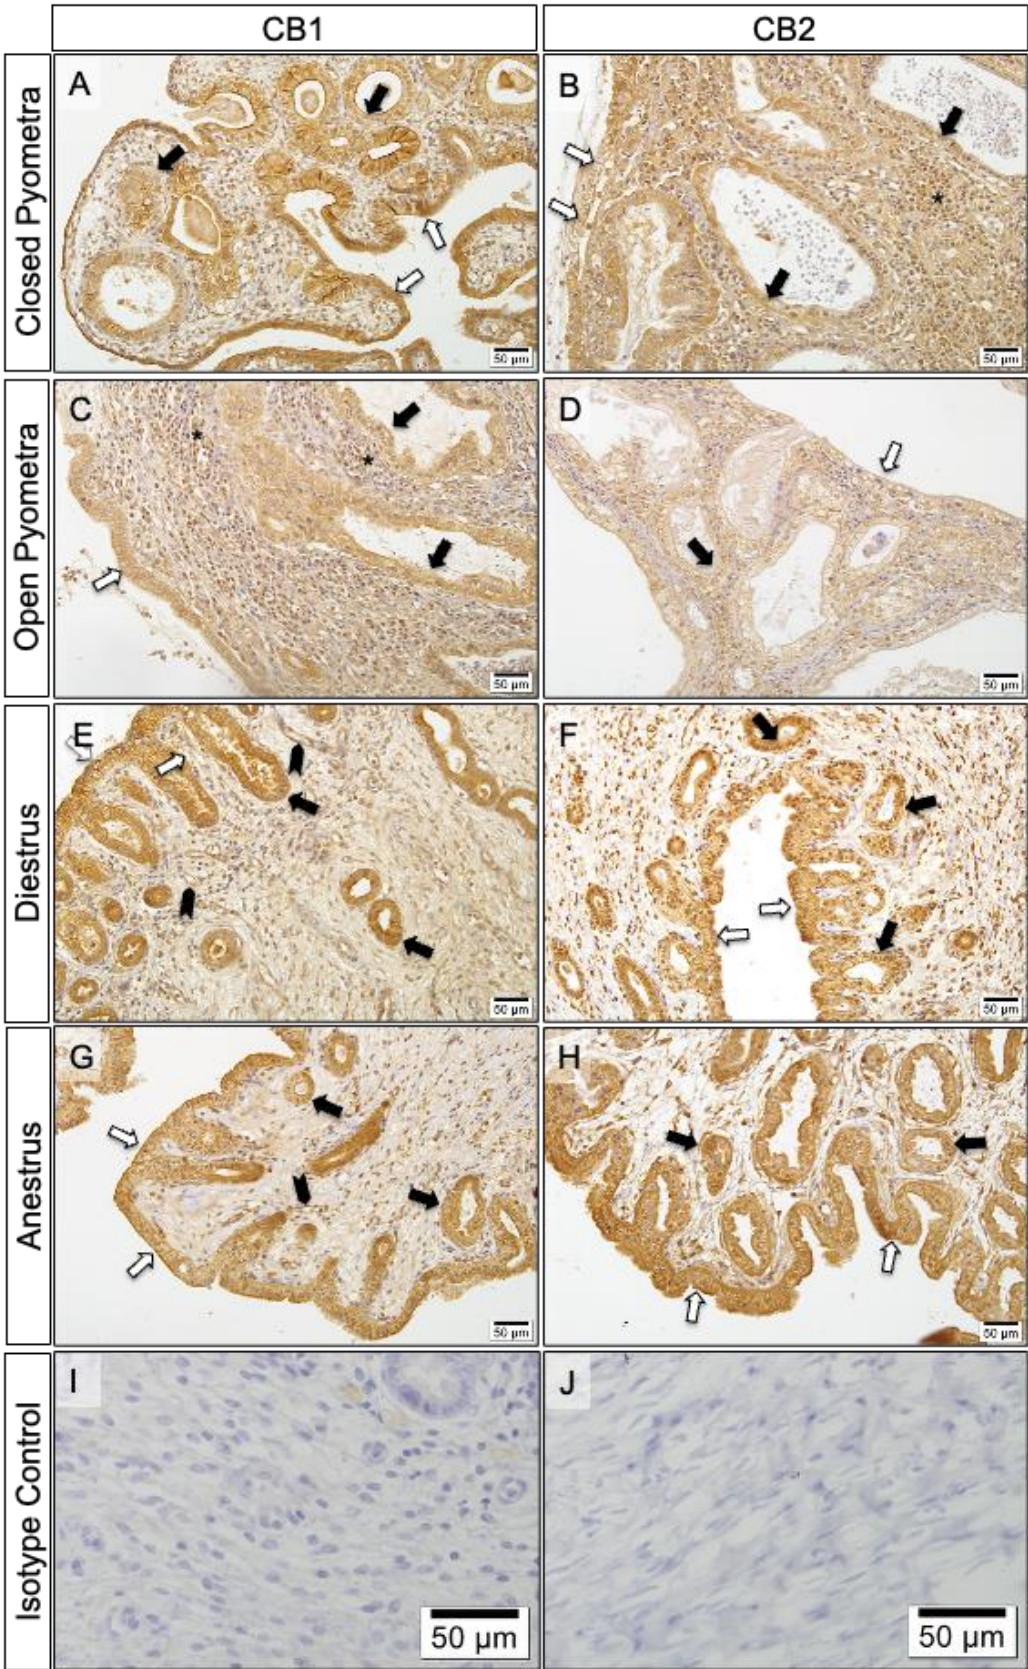 CB1 CB2
Closed Pyometra
A B
50 µm 50 µm
Open Pyometra
C D
* * *
50 µm 50 µm
Diestrus
E F
50 µm 50 µm
Anestrus
G H
50 µm 50 µm
Isotype Control
I J
50 µm 50 µm